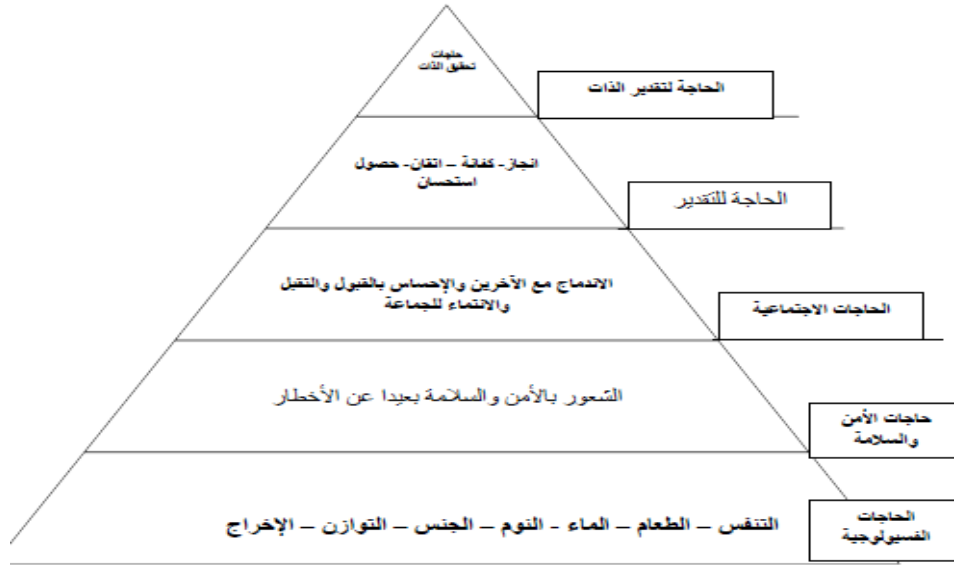 حاجات
تحقيق الذات
الحاجة لتقدير الذات
انجاز- كفائة – اتقان- حصول
استحسان
الحاجة للتقدير
الاندماج مع الآخرين والإحساس بالقبول والتقبل
والانتماء للجماعة
الحاجات الاجتماعية
الشعور بالأمن والسلامة بعيدا عن الأخطار
حاجات الأمن
والسلامة
التنفس – الطعام – الماء - النوم – الجنس – التوازن – الإخراج
الحاجات
الفسيولوجية